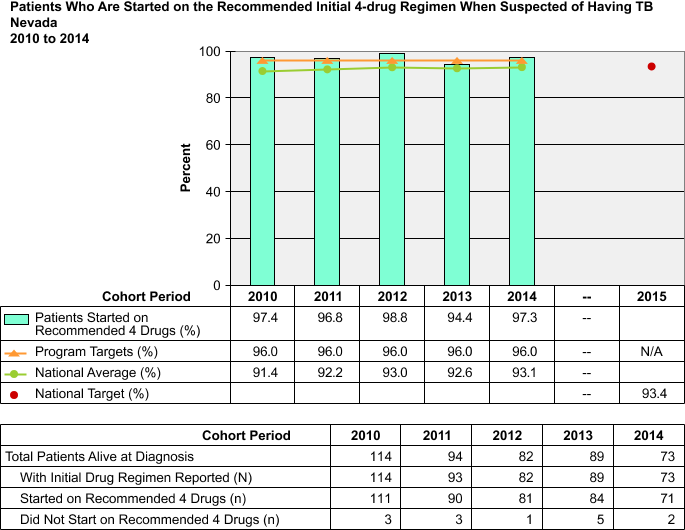 Patients Who Are Started on the Recommended Initial 4-drug Regimen When Suspected of Having TB
Nevada
2010 to 2014
100
80
60
40
20
0
Percent
Cohort Period 2010 2011 2012 2013 2014 -- 2015
Patients Started on
Recommended 4 Drugs (%) 97.4 96.8 98.8 94.4 97.3 --
Program Targets (%) 96.0 96.0 96.0 96.0 96.0 -- N/A
National Average (%) 91.4 92.2 93.0 92.6 93.1 --
National Target (%) -- 93.4
Cohort Period 2010 2011 2012 2013 2014
Total Patients Alive at Diagnosis 114 94 82 89 73
With Initial Drug Regimen Reported (N) 114 93 82 89 73
Started on Recommended 4 Drugs (n) 111 90 81 84 71
Did Not Start on Recommended 4 Drugs (n) 3 3 1 5 2